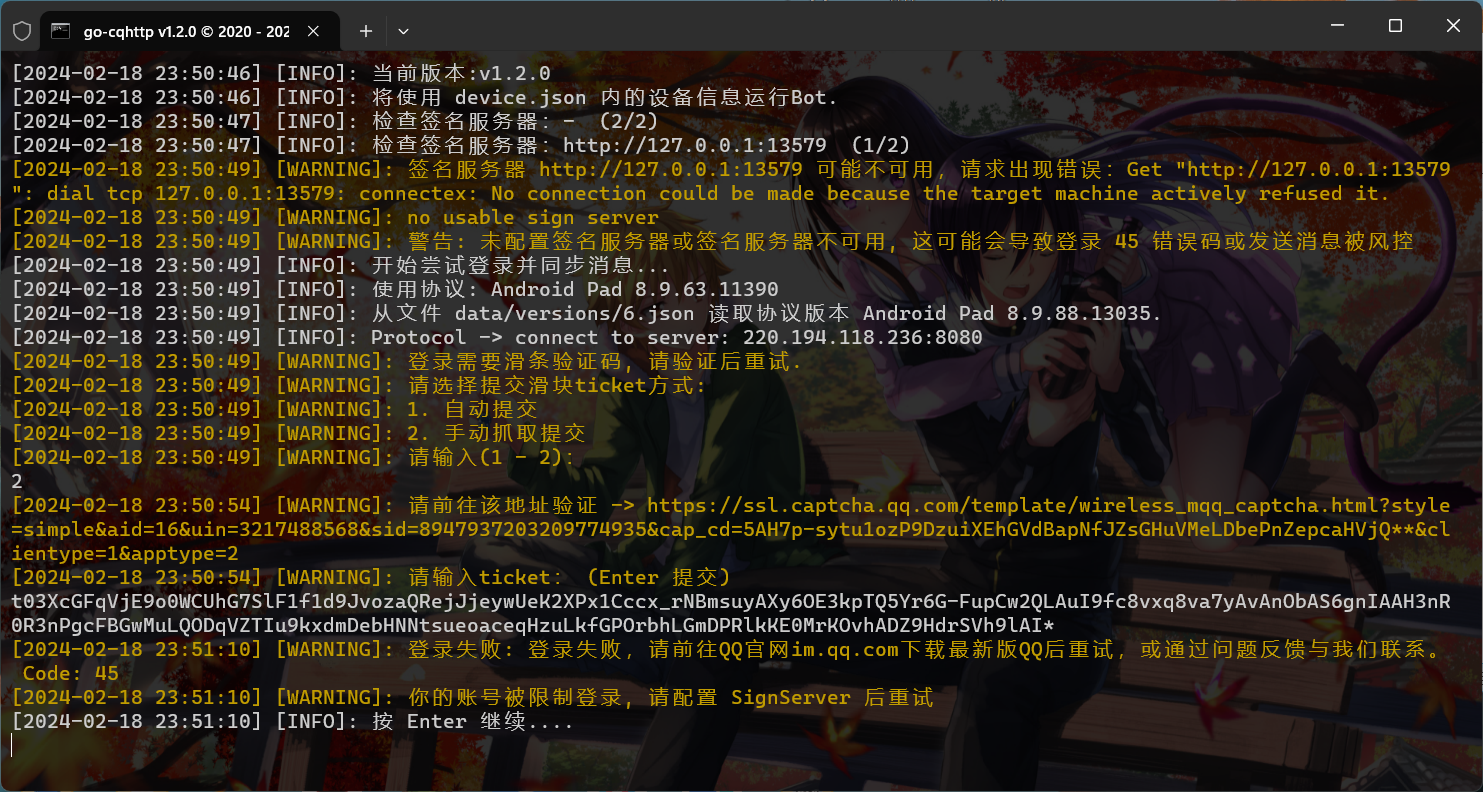 go-cqhttp v1.2.0 © 2020 - 202
[2024-02-18 23:50:46] [INFO]: 当前版本:v1.2.0
[2024-02-18 23:50:46] [INFO]: 将使用 device.json 内的设备信息运行Bot.
[2024-02-18 23:50:47] [INFO]: 检查签名服务器: -  (2/2)
[2024-02-18 23:50:47] [INFO]: 检查签名服务器: http://127.0.0.1:13579  (1/2)
[2024-02-18 23:50:49] [WARNING]: 签名服务器 http://127.0.0.1:13579 可能不可用, 请求出现错误: Get "http://127.0.0.1:13579
": dial tcp 127.0.0.1:13579: connectex: No connection could be made because the target machine actively refused it.
[2024-02-18 23:50:49] [WARNING]: no usable sign server
[2024-02-18 23:50:49] [WARNING]: 警告: 未配置签名服务器或签名服务器不可用, 这可能会导致登录 45 错误码或发送消息被风控
[2024-02-18 23:50:49] [INFO]: 开始尝试登录并同步消息...
[2024-02-18 23:50:49] [INFO]: 使用协议: Android Pad 8.9.63.11390
[2024-02-18 23:50:49] [INFO]: 从文件 data/versions/6.json 读取协议版本 Android Pad 8.9.88.13035.
[2024-02-18 23:50:49] [INFO]: Protocol -> connect to server: 220.194.118.236:8080
[2024-02-18 23:50:49] [WARNING]: 登录需要滑条验证码, 请验证后重试.
[2024-02-18 23:50:49] [WARNING]: 请选择提交滑块ticket方式:
[2024-02-18 23:50:49] [WARNING]: 1. 自动提交
[2024-02-18 23:50:49] [WARNING]: 2. 手动抓取提交
[2024-02-18 23:50:49] [WARNING]: 请输入(1 - 2):
2
[2024-02-18 23:50:54] [WARNING]: 请前往该地址验证 -> https://ssl.captcha.qq.com/template/wireless_mqq_captcha.html?style
=simple&aid=16&uin=3217488568&sid=8947937203209774935&cap_cd=5AH7p-sytu1ozP9DzuiXEhGVdBapNfJZsGHuVMeLDbePnZepcaHVjQ**&cl
ientype=1&apptype=2
[2024-02-18 23:50:54] [WARNING]: 请输入ticket: (Enter 提交)
t03XcGFqVjE9o0WCUhG7SlF1f1d9JvozaQRejJjeywUeK2XPx1Cccx_rNBmsuyAXy6OE3kpTQ5Yr6G-FupCw2QLAuI9fc8vxq8va7yAvAnObAS6gnIAAH3nR
0R3nPgcFBGwMuLQODqVZTIu9kxdmDebHNNtsueoaceqHzuLkfGPOrbhLGmDPRlkKE0MrKOvhADZ9HdrSVh9lAI*
[2024-02-18 23:51:10] [WARNING]: 登录失败: 登录失败, 请前往QQ官网im.qq.com下载最新版QQ后重试, 或通过问题反馈与我们联系。
Code: 45
[2024-02-18 23:51:10] [WARNING]: 你的账号被限制登录, 请配置 SignServer 后重试
[2024-02-18 23:51:10] [INFO]: 按 Enter 继续....